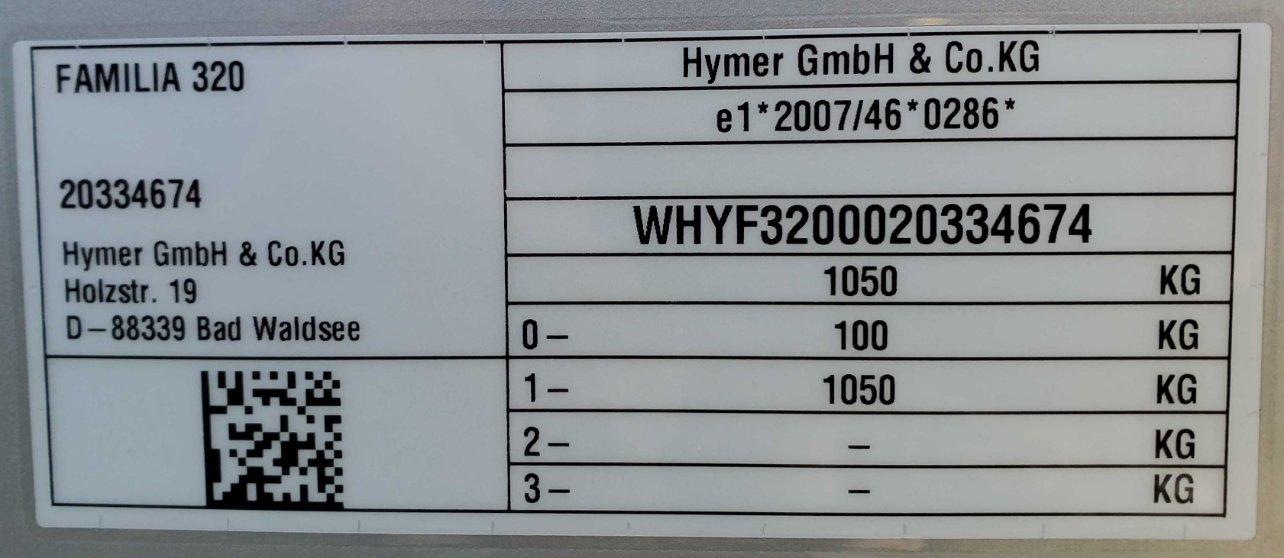 FAMILIA 320
20334674
Hymer GmbH & Co.KG
Holzstr. 19
D–88339 Bad Waldsee
Hymer GmbH & Co.KG
e1*2007/46*0286*
WHYF3200020334674
1050 KG
0– 100 KG
1– 1050 KG
2– – KG
3– – KG